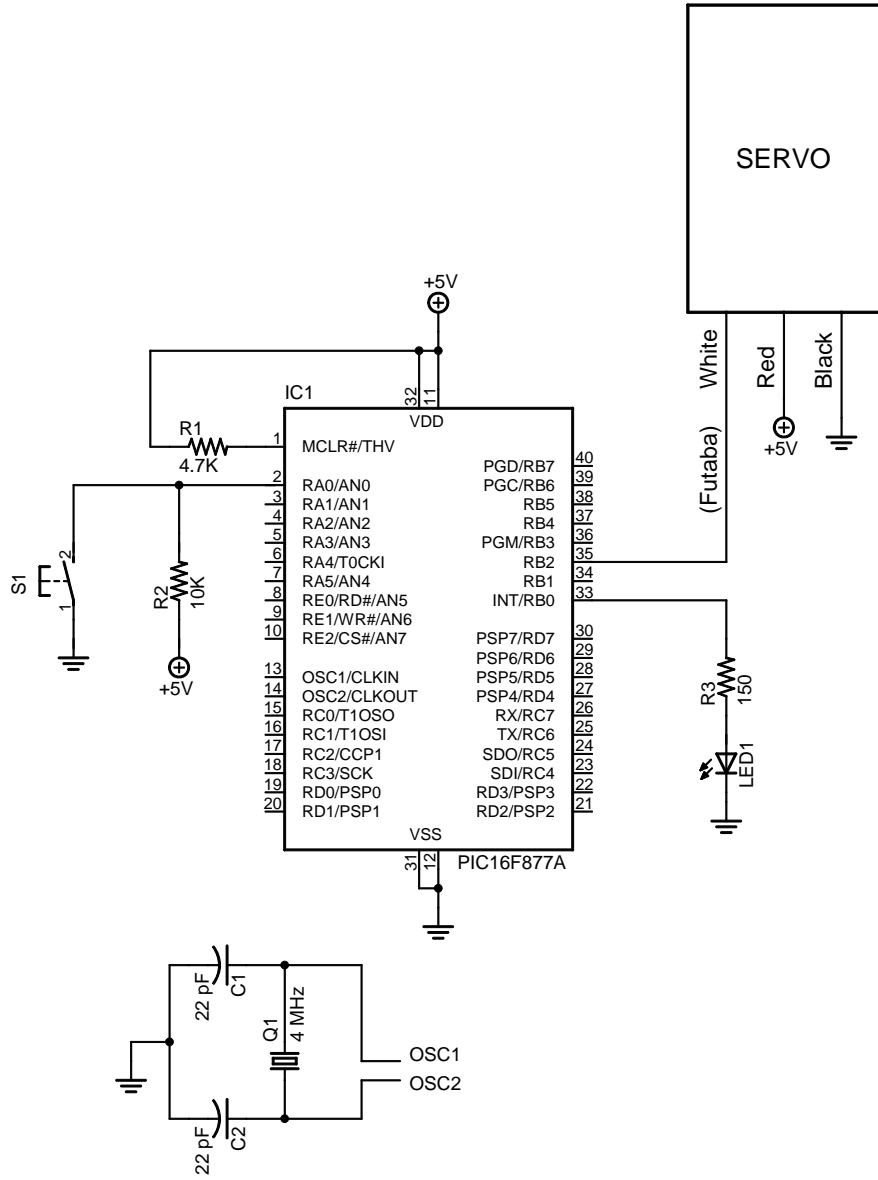 SERVO
White
Red
Black
(Futaba)
+5V
+5V
IC1
32
11
VDD
R1
4.7K
1
MCLR#/THV
2
RA0/AN0
3
RA1/AN1
4
RA2/AN2
5
RA3/AN3
6
RA4/T0CKI
7
RA5/AN4
8
RE0/RD#/AN5
9
RE1/WR#/AN6
10
RE2/CS#/AN7
13
OSC1/CLKIN
14
OSC2/CLKOUT
15
RC0/T1OSO
16
RC1/T1OSI
17
RC2/CCP1
18
RC3/SCK
19
RD0/PSP0
20
RD1/PSP1
PGD/RB7
40
PGC/RB6
39
RB5
38
RB4
37
PGM/RB3
36
RB2
35
RB1
34
INT/RB0
33
PSP7/RD7
30
PSP6/RD6
29
PSP5/RD5
28
PSP4/RD4
27
RX/RC7
26
TX/RC6
25
SDO/RC5
24
SDI/RC4
23
RD3/PSP3
22
RD2/PSP2
21
S1
2
1
R2
10K
+5V
R3
150
LED1
VSS
31
12
PIC16F877A
22 pF
C1
Q1
4 MHz
OSC1
OSC2
22 pF
C2